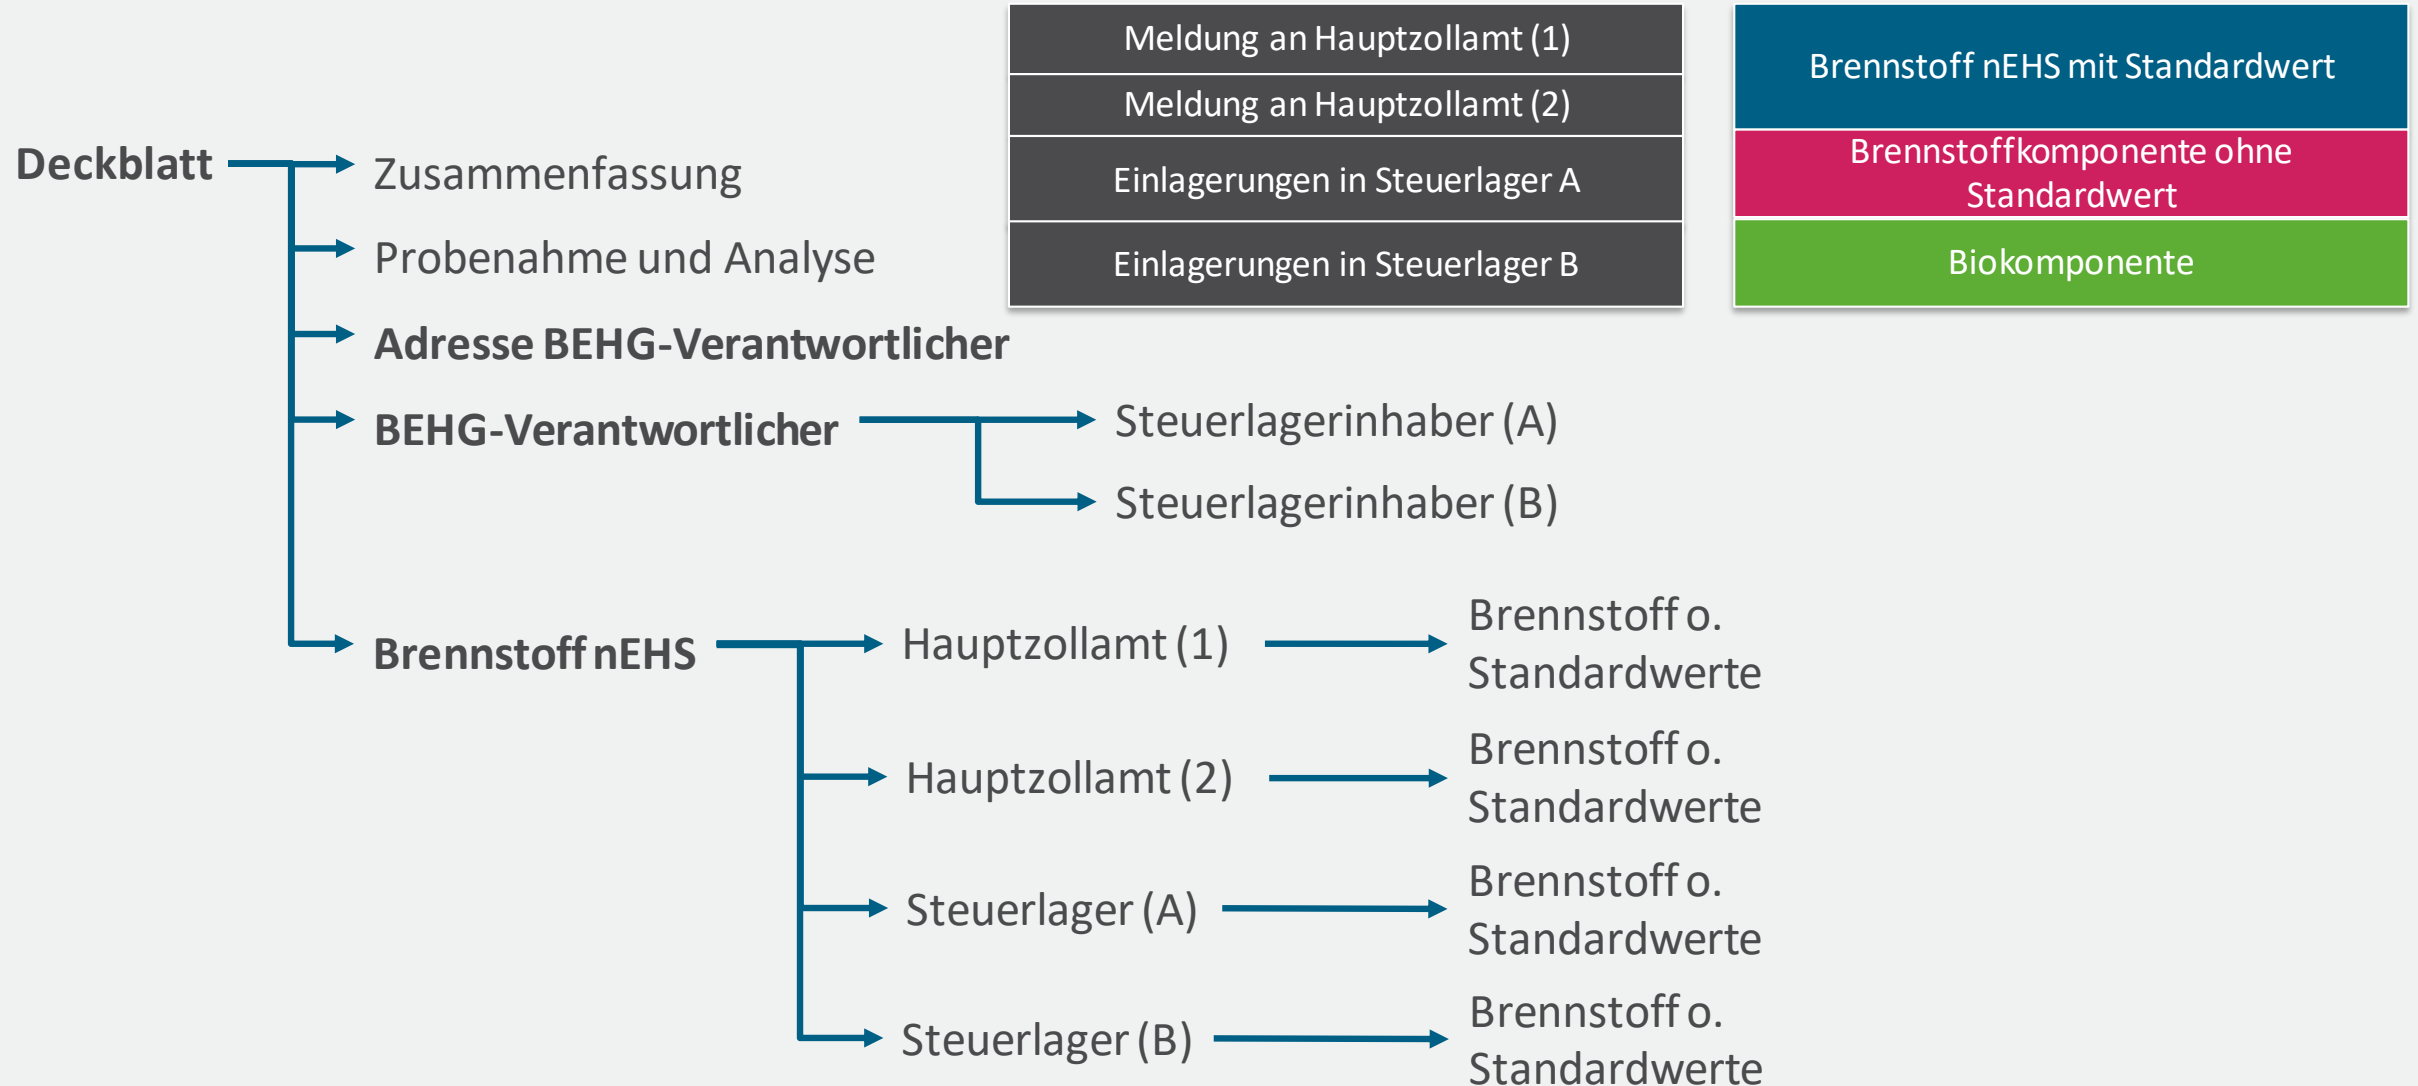 Meldung an Hauptzollamt (1)
Meldung an Hauptzollamt (2)
Einlagerungen in Steuerlager A
Einlagerungen in Steuerlager B
Brennstoff nEHS mit Standardwert
Brennstoffkomponente ohne
Standardwert
Biokomponente
Deckblatt
Zusammenfassung
Probenahme und Analyse
Adresse BEHG-Verantwortlicher
BEHG-Verantwortlicher
Steuerlagerinhaber (A)
Steuerlagerinhaber (B)
Brennstoff nEHS
Hauptzollamt (1)
Brennstoff o.
Standardwerte
Hauptzollamt (2)
Brennstoff o.
Standardwerte
Steuerlager (A)
Brennstoff o.
Standardwerte
Steuerlager (B)
Brennstoff o.
Standardwerte